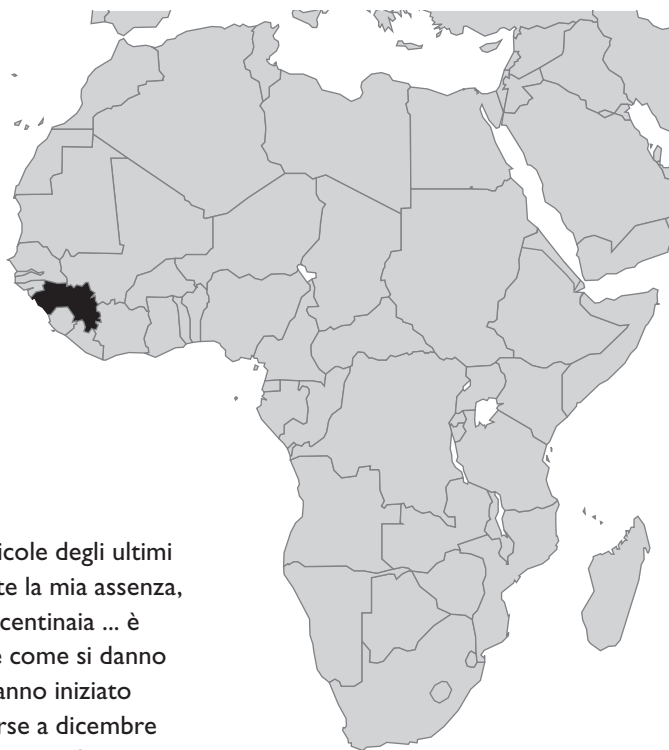 icole degli ultimi
te la mia assenza,
centinaia ... è
e come si danno
anno iniziato
rse a dicembre